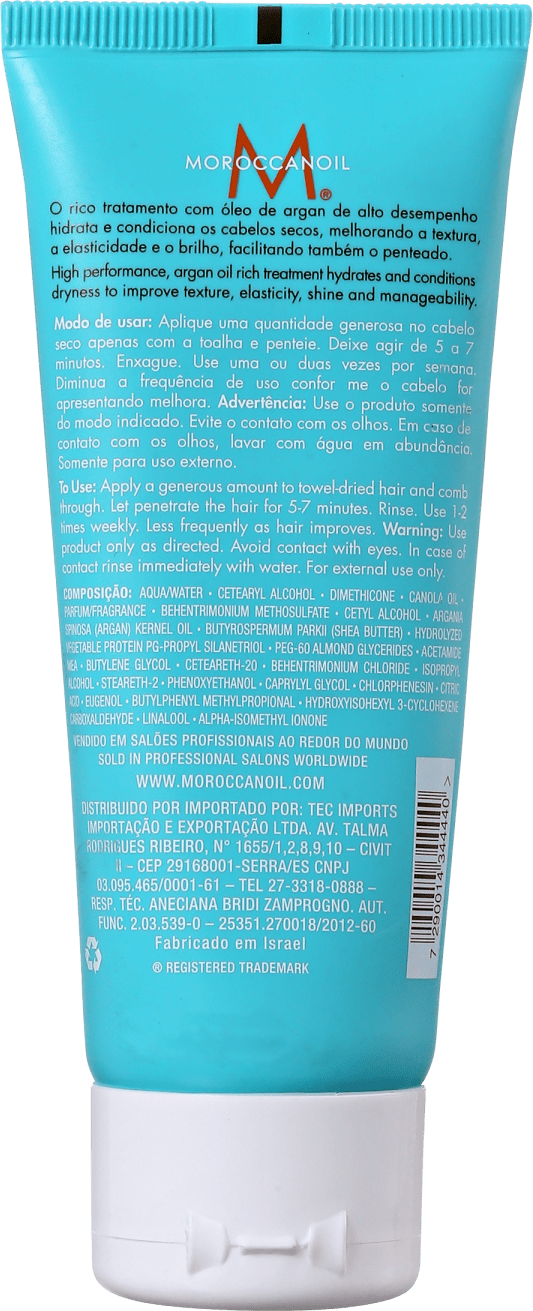 MOROCCANOIL
M®
O rico tratamento com óleo de argan de alto desempenho
hidrata e condiciona os cabelos secos, melhorando a textura,
a elasticidade e o brilho, facilitando também o penteado.
High performance, argan oil rich treatment hydrates and conditions
dryness to improve texture, elasticity, shine and manageability.
Modo de usar: Aplique uma quantidade generosa no cabelo
seco apenas com a toalha e penteie. Deixe agir de 5 a 7
minutos. Enxague. Use uma ou duas vezes por semana.
Diminua a frequência de uso confor me o cabelo for
apresentando melhora. Advertência: Use o produto somente
do modo indicado. Evite o contato com os olhos. Em caso de
contato com os olhos, lavar com água em abundância.
Somente para uso externo.
To Use: Apply a generous amount to towel-dried hair and comb
through. Let penetrate the hair for 5-7 minutes. Rinse. Use 1-2
times weekly. Less frequently as hair improves. Warning: Use
product only as directed. Avoid contact with eyes. In case of
contact rinse immediately with water. For external use only.
COMPOSIÇÃO: AQUA/WATER • CETEARYL ALCOHOL • DIMETHICONE • CANOLA OIL •
PARFUM/FRAGRANCE • BEHENTRIMONIUM METHOSULFATE • CETYL ALCOHOL • ARGANIA
SPINOSA (ARGAN) KERNEL OIL • BUTYROSPERMUM PARKII (SHEA BUTTER) • HYDROLYZED
VEGETABLE PROTEIN PG-PROPYL SILANETRIOL • PEG-60 ALMOND GLYCERIDES • ACETAMIDE
MEA • BUTYLENE GLYCOL • CETEARETH-20 • BEHENTRIMONIUM CHLORIDE • ISOPROPYL
ALCOHOL • STEARETH-2 • PHENOXYETHANOL • CAPRYLYL GLYCOL • CHLORPHENESIN • CITRIC
ACID • EUGENOL • BUTYLPHENYL METHYLPROPIONAL • HYDROXYISOHEXYL 3-CYCLOHEXENE
CARBOXALDEHYDE • LINALOOL • ALPHA-ISOMETHYL IONONE
VENDIDO EM SALÕES PROFISSIONAIS AO REDOR DO MUNDO
SOLD IN PROFESSIONAL SALONS WORLDWIDE
WWW.MOROCCANOIL.COM
DISTRIBUIDO POR IMPORTADO POR: TEC IMPORTS
IMPORTAÇÃO E EXPORTAÇÃO LTDA. AV. TALMA
RODRIGUES RIBEIRO, N° 1655/1,2,8,9,10 – CIVIT
II – CEP 29168001-SERRA/ES CNPJ
03.095.465/0001-61 – TEL 27-3318-0888 –
RESP. TÉC. ANECIANA BRIDI ZAMPROGNO. AUT.
FUNC. 2.03.539-0 – 25351.270018/2012-60
Fabricado em Israel
® REGISTERED TRADEMARK
7 290014 344440 >